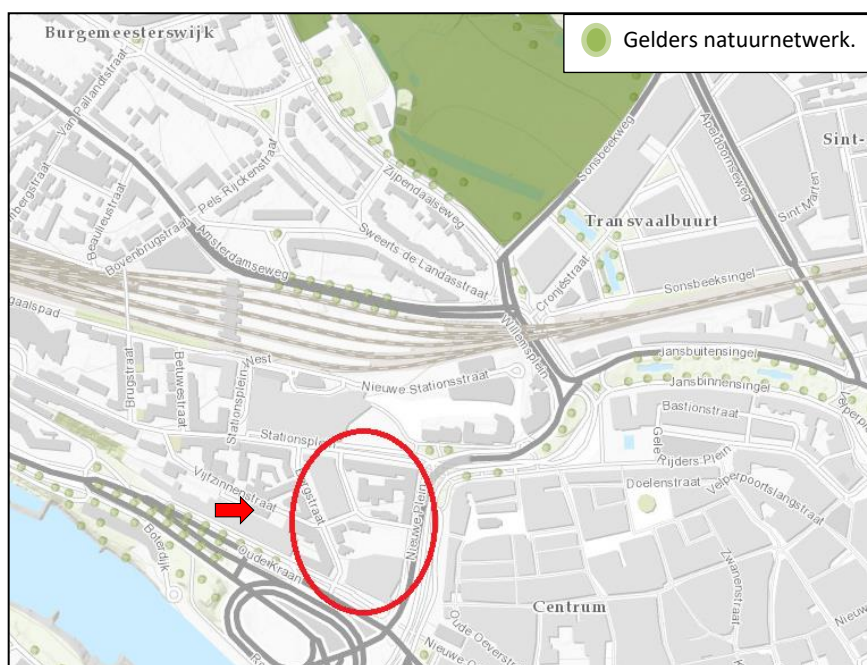 Burgemeesterswijk
Gelders natuurnetwerk.
Van Pallandtstraat
Apeldoornseweg
Sonsbeekweg
Sint-
Pels Rijckenstraat
Zijpendaalseweg
Beaulieustraat
Sint Marten
Transvaalbuurt
Bovenbrugstraat
Sweerts de Landasstraat
Amsterdamseweg
Cronjéstraat
Sonsbeeksingel
Willemsplein
Jansbuitensingel
Nieuwe Stationsstraat
Jansbinnensingel
Brugstraat
Betuwestraat
Stationsplein West
Bastionstraat
Stationsplein
Gele Rijders Plein
Doelenstraat
Velperpoortslangstraat
Vijfzinnenstraat
Bergstraat
Nieuwe Plein
Boterdijk
Oude Kraan
Zwanenstraat
Centrum
Oude Oeverstraat